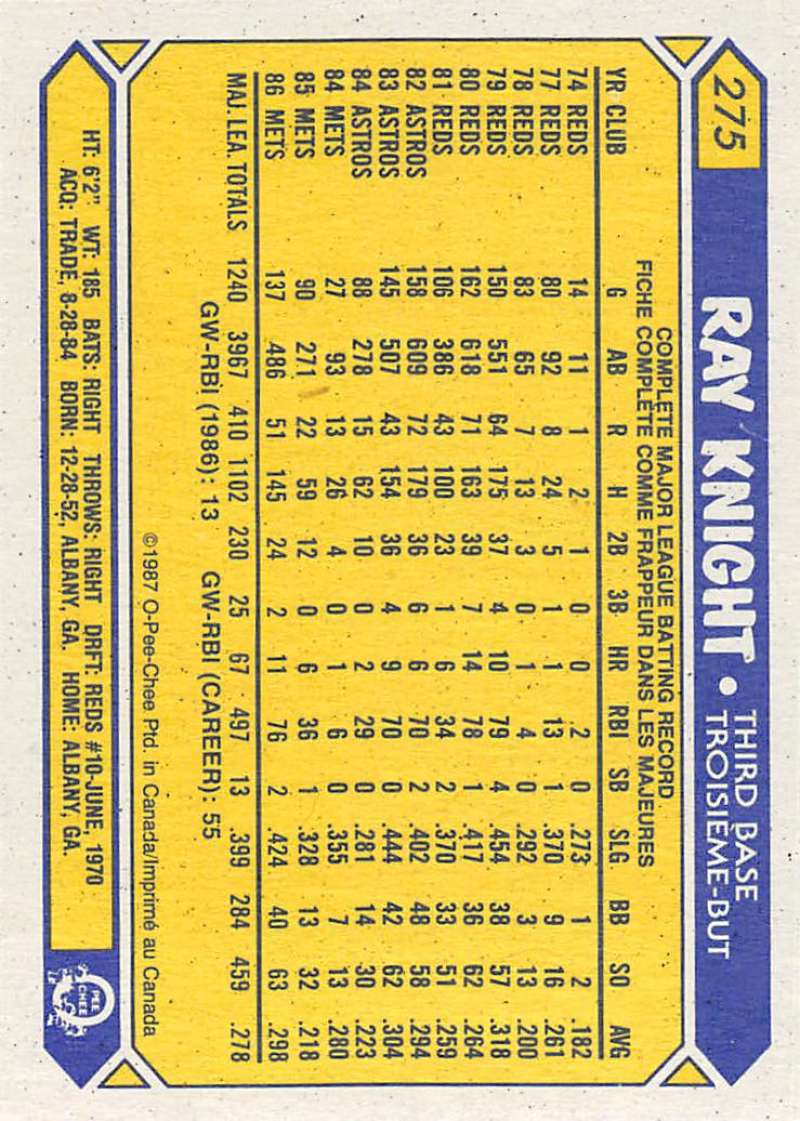 275
RAY KNIGHT • THIRD BASE
TROISIÈME-BUT
COMPLETE MAJOR LEAGUE BATTING RECORD
FICHE COMPLÈTE COMME FRAPPEUR DANS LES MAJEURES
YR CLUB G AB R H 2B 3B HR RBI SB SLG. BB SO AVG
74 REDS 14 11 1 2 1 0 0 2 0 .273 1 2 .182
77 REDS 80 92 8 24 5 1 1 13 1 .370 9 16 .261
78 REDS 83 65 7 13 3 0 1 4 0 .292 3 13 .200
79 REDS 150 551 64 175 37 4 10 79 4 .454 38 57 .318
80 REDS 162 618 71 163 39 7 14 78 1 .417 36 62 .264
81 REDS 106 386 43 100 23 1 6 34 2 .370 33 51 .259
82 ASTROS 158 609 72 179 36 6 6 70 2 .402 48 58 .294
83 ASTROS 145 507 43 154 36 4 9 70 0 .444 42 62 .304
84 ASTROS 88 278 15 62 10 0 2 29 0 .281 14 30 .223
84 METS 27 93 13 26 4 0 1 6 0 .355 7 13 .280
85 METS 90 271 22 59 12 0 6 36 1 .328 13 32 .218
86 METS 137 486 51 145 24 2 11 76 2 .424 40 63 .298
MAJ. LEA. TOTALS 1240 3967 410 1102 230 25 67 497 13 .399 284 459 .278
GW-RBI (1986): 13 GW-RBI (CAREER): 55
©1987 O-Pee-Chee Ptd. in Canada/Imprimé au Canada
HT: 6'2" WT: 185 BATS: RIGHT THROWS: RIGHT DRFT: REDS #10-JUNE, 1970
ACQ: TRADE, 8-28-84 BORN: 12-28-52, ALBANY, GA. HOME: ALBANY, GA.
O PEE CHEE